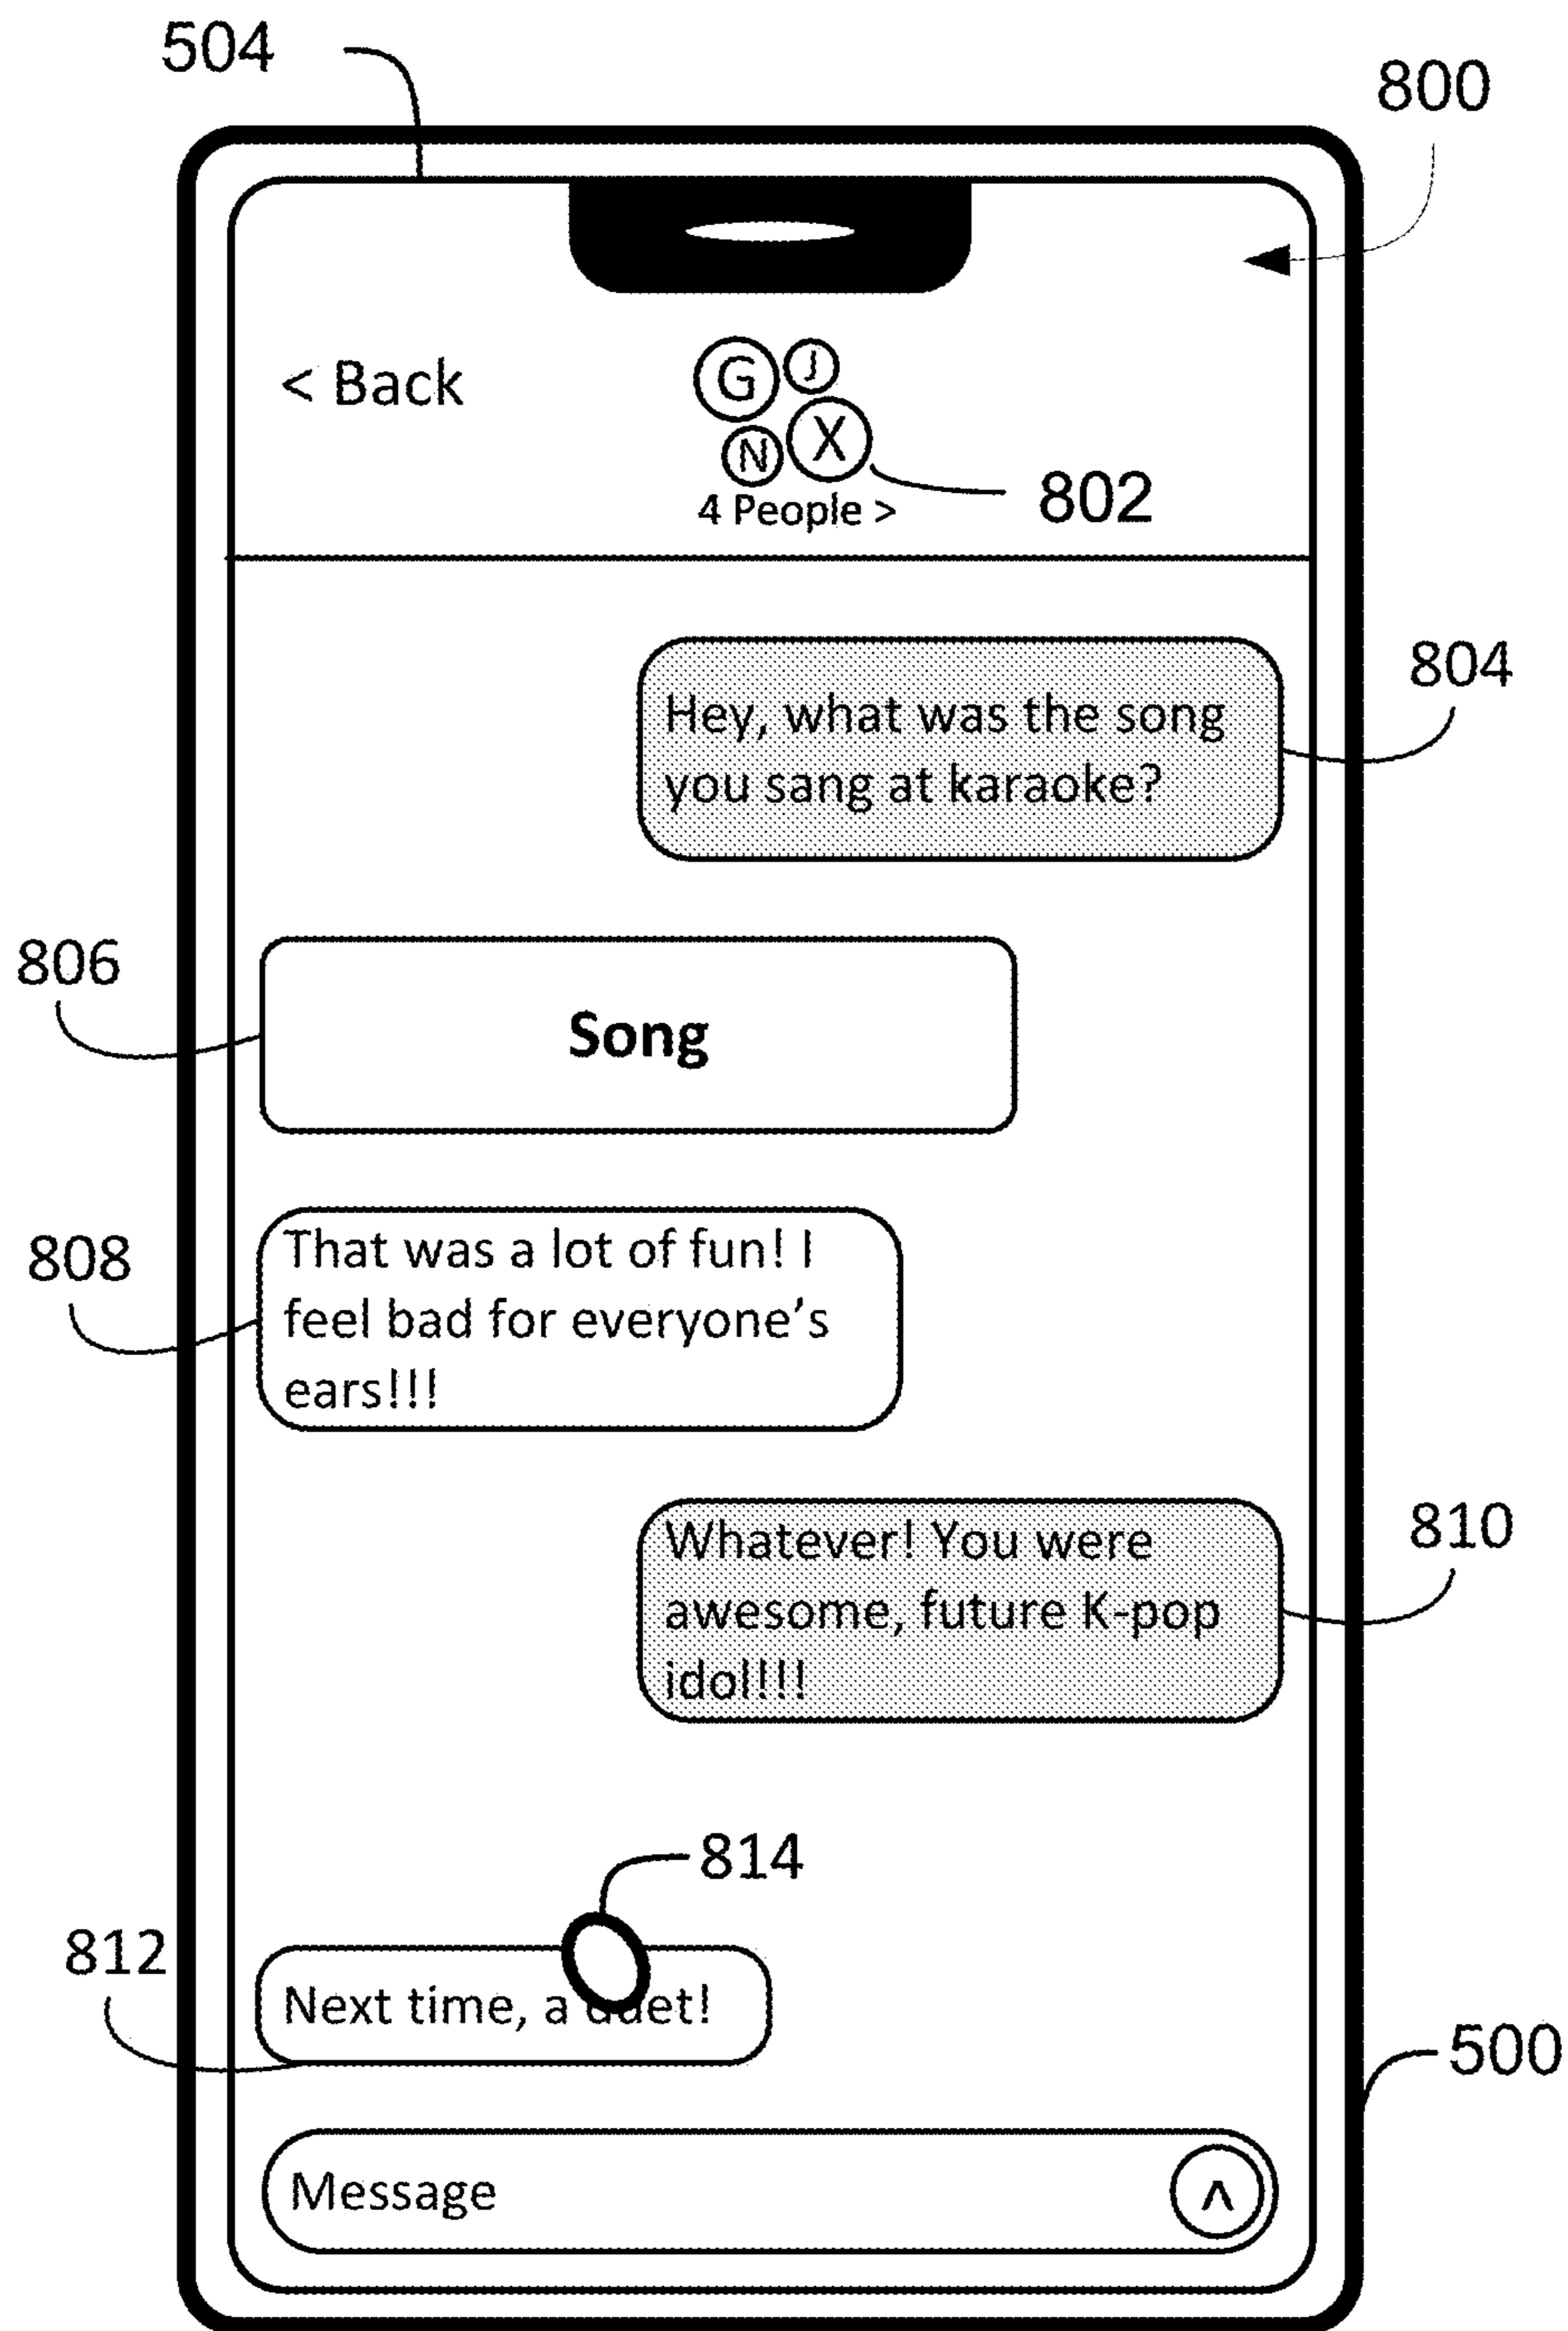 504
800
< Back
G J
N X
4 People >
802
Hey, what was the song
you sang at karaoke?
804
806
Song
808
That was a lot of fun! I
feel bad for everyone’s
ears!!!
Whatever! You were
awesome, future K-pop
idol!!!
810
814
812
Next time, a duet!
500
Message
^